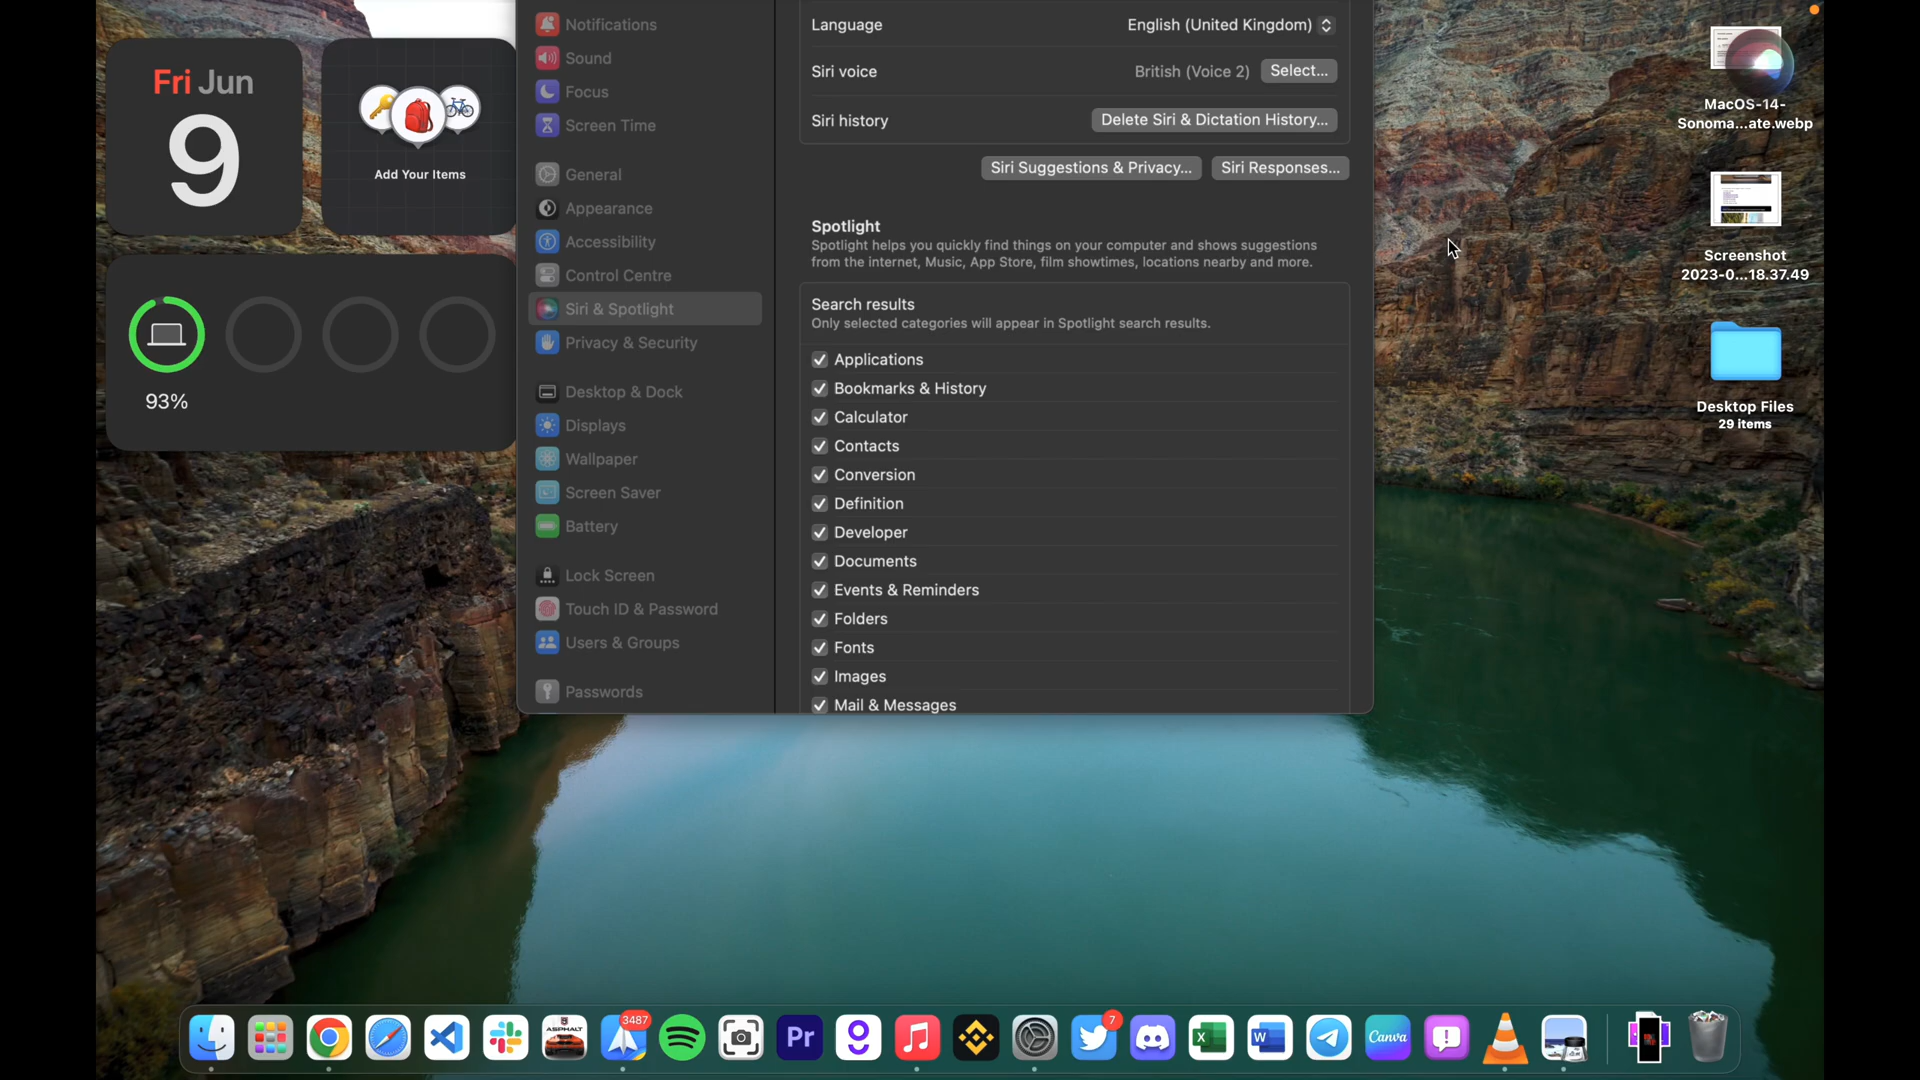 Fri Jun
9
Add Your Items
93%
Notifications
Sound
Focus
Screen Time
General
Appearance
Accessibility
Control Centre
Siri & Spotlight
Privacy & Security
Desktop & Dock
Displays
Wallpaper
Screen Saver
Battery
Lock Screen
Touch ID & Password
Users & Groups
Passwords
Language English (United Kingdom)
Siri voice British (Voice 2) Select...
Siri history Delete Siri & Dictation History...
Siri Suggestions & Privacy... Siri Responses...
Spotlight
Spotlight helps you quickly find things on your computer and shows suggestions
from the internet, Music, App Store, film showtimes, locations nearby and more.
Search results
Only selected categories will appear in Spotlight search results.
Applications
Bookmarks & History
Calculator
Contacts
Conversion
Definition
Developer
Documents
Events & Reminders
Folders
Fonts
Images
Mail & Messages
MacOS-14-
Sonoma...ate.webp
Screenshot
2023-0...18.37.49
Desktop Files
29 items
ASPHALT
3487
Pr
7
X
W
Canva